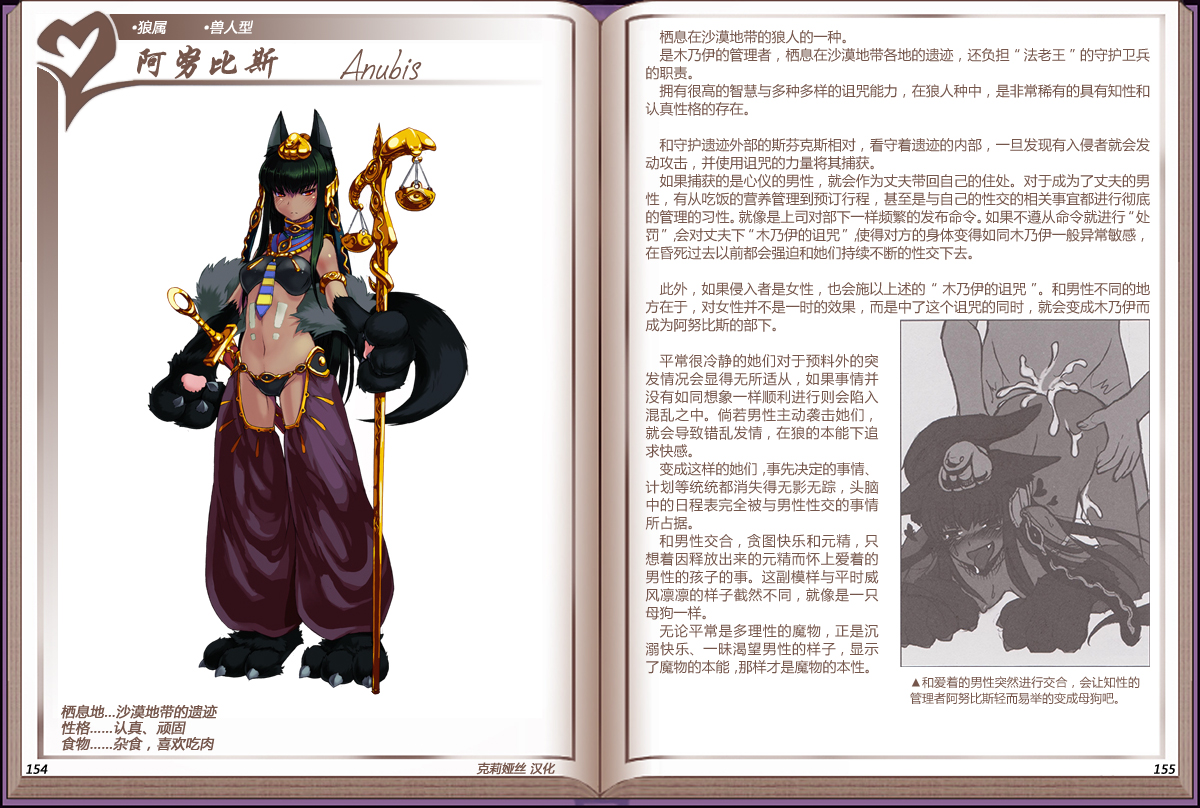 •狼属 •兽人型
阿努比斯 Anubis
栖息地...沙漠地带的遗迹
性格......认真、顽固
食物......杂食，喜欢吃肉
154
克莉娅丝 汉化
栖息在沙漠地带的狼人的一种。
是木乃伊的管理者，栖息在沙漠地带各地的遗迹，还负担“法老王”的守护卫兵
的职责。
拥有很高的智慧与多种多样的诅咒能力，在狼人种中，是非常稀有的具有知性和
认真性格的存在。
和守护遗迹外部的斯芬克斯相对，看守着遗迹的内部，一旦发现有入侵者就会发
动攻击，并使用诅咒的力量将其捕获。
如果捕获的是心仪的男性，就会作为丈夫带回自己的住处。对于成为了丈夫的男
性，有从吃饭的营养管理到预订行程，甚至是与自己的性交的相关事宜都进行彻底
的管理的习性。就像是上司对部下一样频繁的发布命令。如果不遵从命令就进行“处
罚”,会对丈夫下“木乃伊的诅咒”,使得对方的身体变得如同木乃伊一般异常敏感，
在昏死过去以前都会强迫和她们持续不断的性交下去。
此外，如果侵入者是女性，也会施以上述的“木乃伊的诅咒”。和男性不同的地
方在于，对女性并不是一时的效果，而是中了这个诅咒的同时，就会变成木乃伊而
成为阿努比斯的部下。
平常很冷静的她们对于预料外的突
发情况会显得无所适从，如果事情并
没有如同想象一样顺利进行则会陷入
混乱之中。倘若男性主动袭击她们，
就会导致错乱发情，在狼的本能下追
求快感。
变成这样的她们,事先决定的事情、
计划等统统都消失得无影无踪，头脑
中的日程表完全被与男性性交的事情
所占据。
和男性交合，贪图快乐和元精，只
想着因释放出来的元精而怀上爱着的
男性的孩子的事。这副模样与平时威
风凛凛的样子截然不同，就像是一只
母狗一样。
无论平常是多理性的魔物，正是沉
溺快乐、一昧渴望男性的样子，显示
了魔物的本能,那样才是魔物的本性。
▲和爱着的男性突然进行交合，会让知性的
管理者阿努比斯轻而易举的变成母狗吧。
155